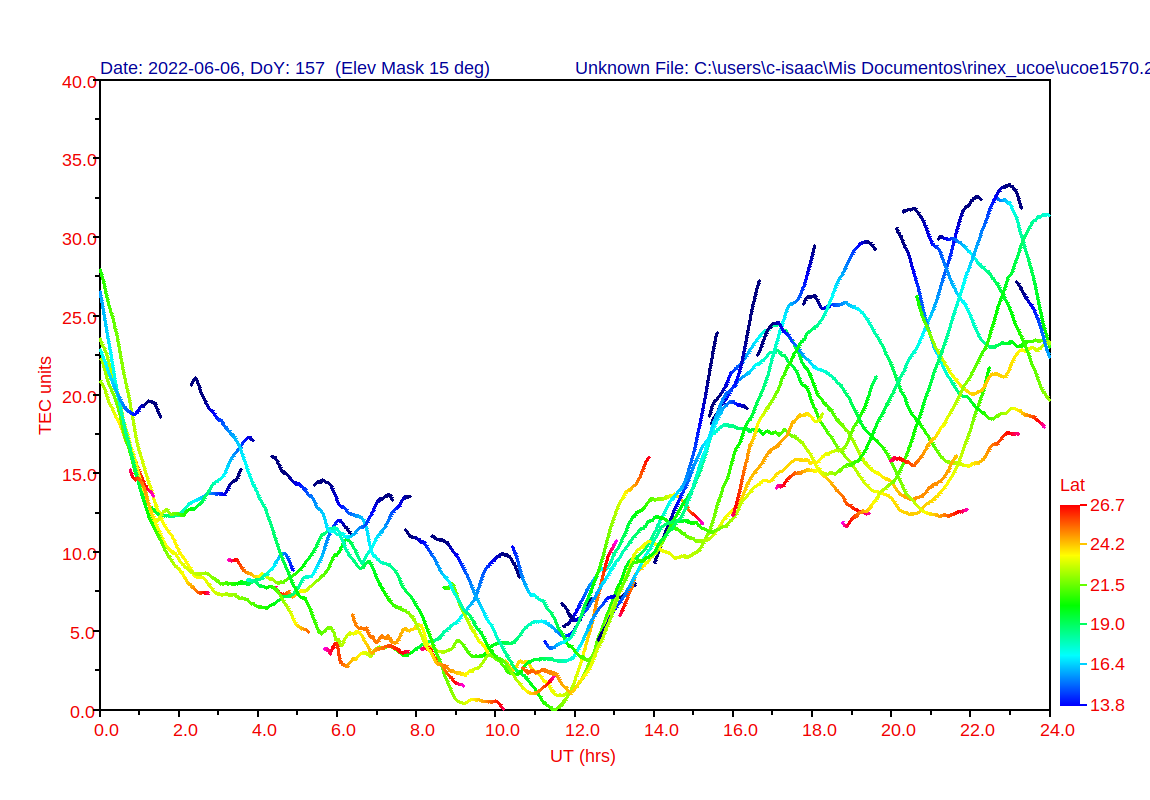 Date: 2022-06-06, DoY: 157  (Elev Mask 15 deg)
Unknown File: C:\users\c-isaac\Mis Documentos\rinex_ucoe\ucoe1570.2
40.0
35.0
30.0
25.0
20.0
15.0
10.0
5.0
0.0
TEC units
0.0 2.0 4.0 6.0 8.0 10.0 12.0 14.0 16.0 18.0 20.0 22.0 24.0
UT (hrs)
Lat
26.7
24.2
21.5
19.0
16.4
13.8